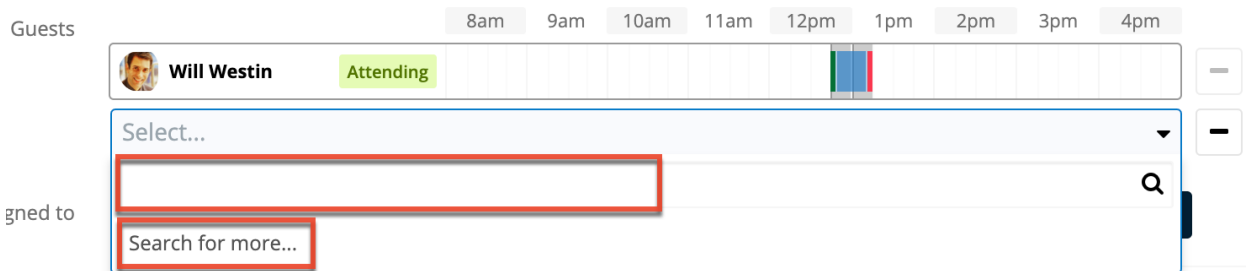 Guests
8am 9am 10am 11am 12pm 1pm 2pm 3pm 4pm
Will Westin Attending
Select...
gned to
Search for more...